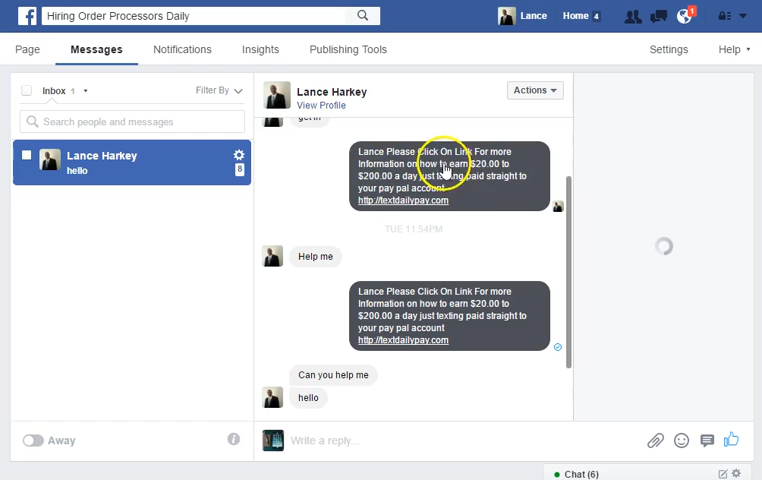 Hiring Order Processors Daily
Lance Home 4
1
Page Messages Notifications Insights Publishing Tools Settings Help
Inbox 1 Filter By
Search people and messages
Lance Harkey
hello
8
Away
Lance Harkey
View Profile
Actions
get in
Lance Please Click On Link For more
Information on how to earn $20.00 to
$200.00 a day just texting paid straight to
your pay pal account
http://textdailypay.com
TUE 11:54PM
Help me
Lance Please Click On Link For more
Information on how to earn $20.00 to
$200.00 a day just texting paid straight to
your pay pal account
http://textdailypay.com
Can you help me
hello
Write a reply...
Chat (6)